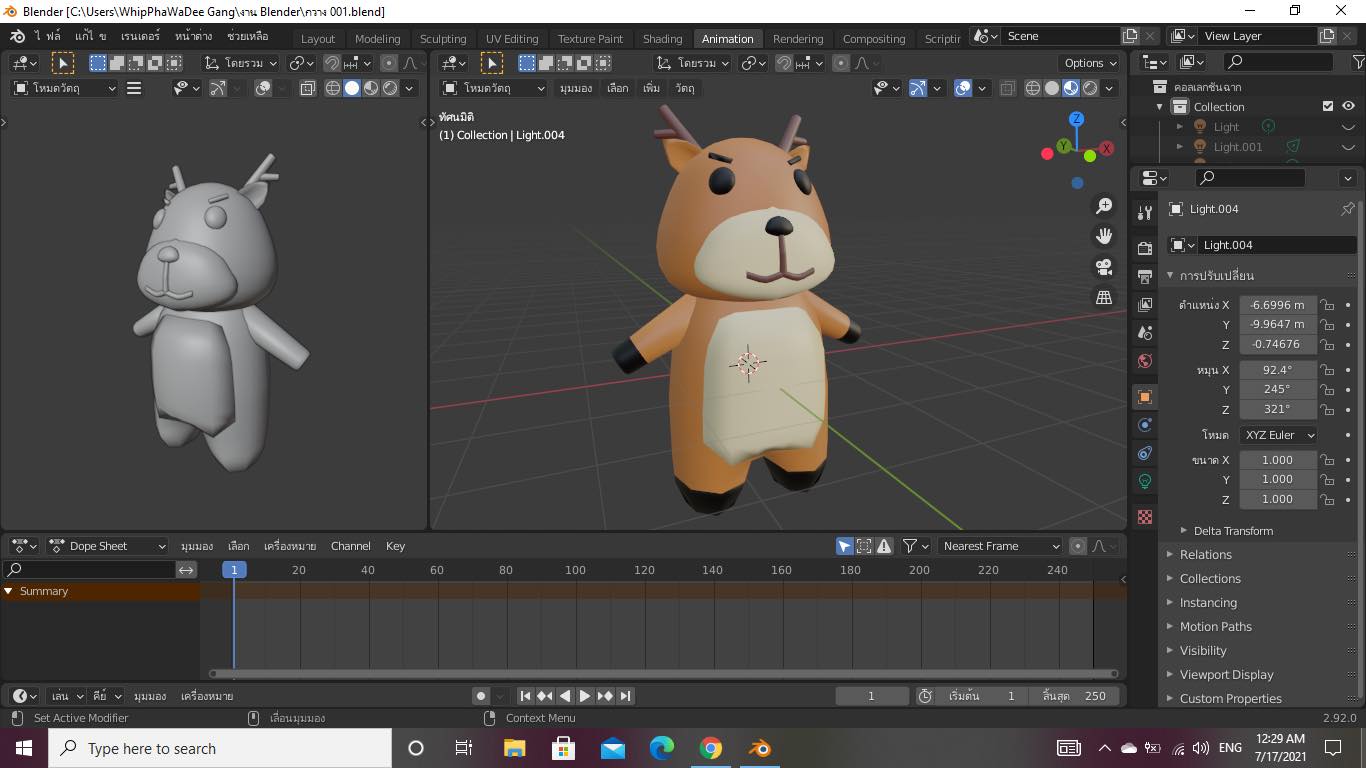 Blender [C:\Users\WhipPhaWaDee Gang\งาน Blender\กวาง 001.blend]
ไฟล์ แก้ไข เรนเดอร์ หน้าต่าง ช่วยเหลือ Layout Modeling Sculpting UV Editing Texture Paint Shading Animation Rendering Compositing Scriptin Scene View Layer
โดยรวม โดยรวม Options
โหมดวัตถุ โหมดวัตถุ มุมมอง เลือก เพิ่ม วัตถุ
คอลเลกชันฉาก
Collection
Light
Light.001
ทัศนมิติ
(1) Collection | Light.004
Z
Y
X
Light.004
Light.004
การปรับเปลี่ยน
ตำแหน่ง X -6.6996 m
Y -9.9647 m
Z -0.74676
หมุน X 92.4°
Y 245°
Z 321°
โหมด XYZ Euler
ขนาด X 1.000
Y 1.000
Z 1.000
Delta Transform
Relations
Collections
Instancing
Motion Paths
Visibility
Viewport Display
Custom Properties
Dope Sheet มุมมอง เลือก เครื่องหมาย Channel Key Nearest Frame
1 20 40 60 80 100 120 140 160 180 200 220 240
Summary
เล่น คีย์ มุมมอง เครื่องหมาย 1 เริ่มต้น 1 สิ้นสุด 250
Set Active Modifier เลื่อนมุมมอง Context Menu 2.92.0
Type here to search ENG 12:29 AM
7/17/2021